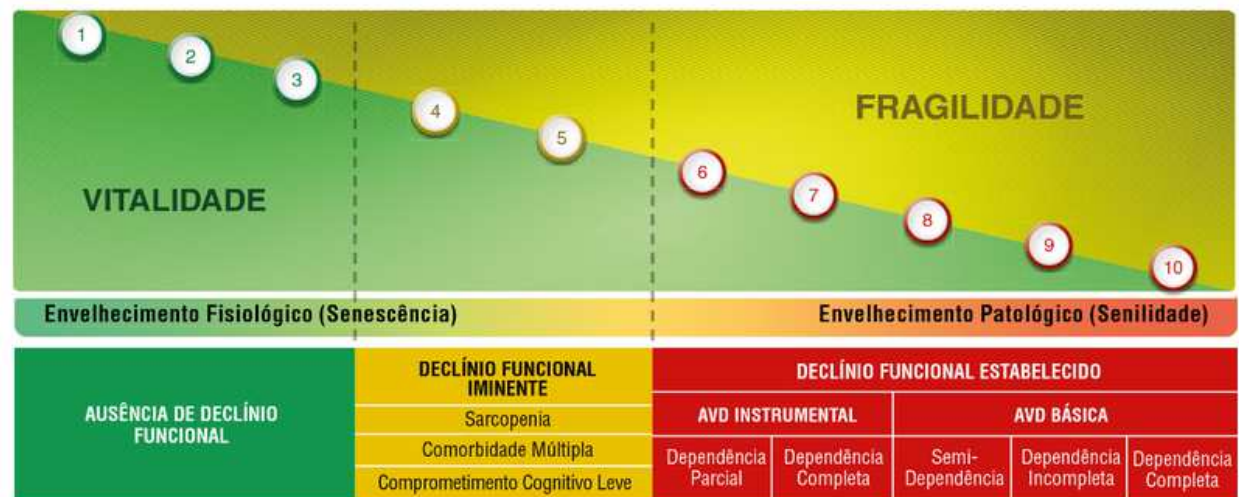 1
2
3
4
5
6
7
8
9
10
VITALIDADE
FRAGILIDADE
Envelhecimento Fisiológico (Senescência)
Envelhecimento Patológico (Senilidade)
AUSÊNCIA DE DECLÍNIO
FUNCIONAL
DECLÍNIO FUNCIONAL
IMINENTE
Sarcopenia
Comorbidade Múltipla
Comprometimento Cognitivo Leve
DECLÍNIO FUNCIONAL ESTABELECIDO
AVD INSTRUMENTAL
AVD BÁSICA
Dependência
Parcial
Dependência
Completa
Semi-
Dependência
Dependência
Incompleta
Dependência
Completa